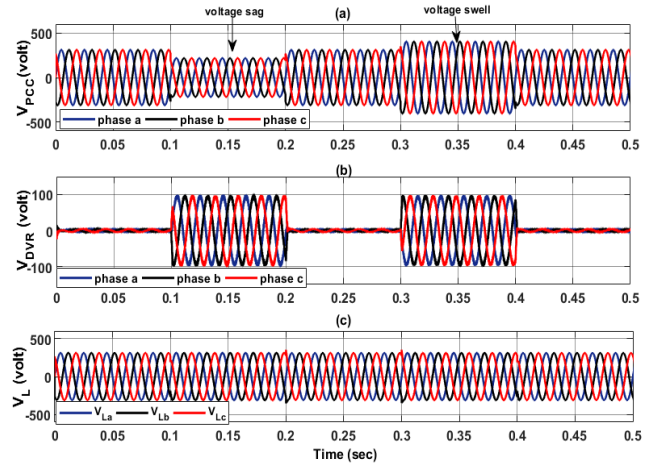 voltage sag
(a)
voltage swell
V_PCC (volt)
500
0
-500
phase a phase b phase c
0 0.05 0.1 0.15 0.2 0.25 0.3 0.35 0.4 0.45 0.5
(b)
V_DVR (volt)
100
0
-100
phase a phase b phase c
0 0.05 0.1 0.15 0.2 0.25 0.3 0.35 0.4 0.45 0.5
(c)
V_L (volt)
500
0
-500
V_La V_Lb V_Lc
0 0.05 0.1 0.15 0.2 0.25 0.3 0.35 0.4 0.45 0.5
Time (sec)